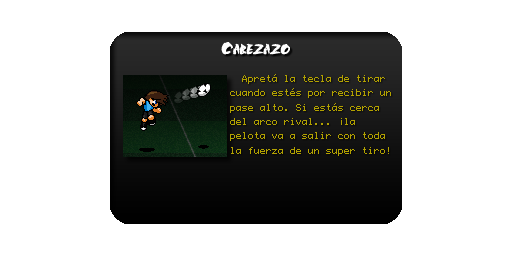 Cabezazo
Apretá la tecla de tirar
cuando estés por recibir un
pase alto. Si estás cerca
del arco rival... ¡la
pelota va a salir con toda
la fuerza de un super tiro!